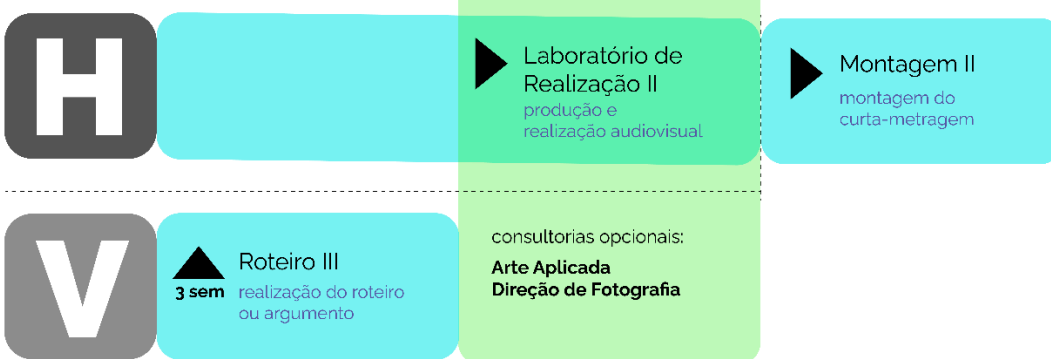 H
Laboratório de
Realização II
produção e
realização audiovisual
Montagem II
montagem do
curta-metragem
V
3 sem
Roteiro III
realização do roteiro
ou argumento
consultorias opcionais:
Arte Aplicada
Direção de Fotografia